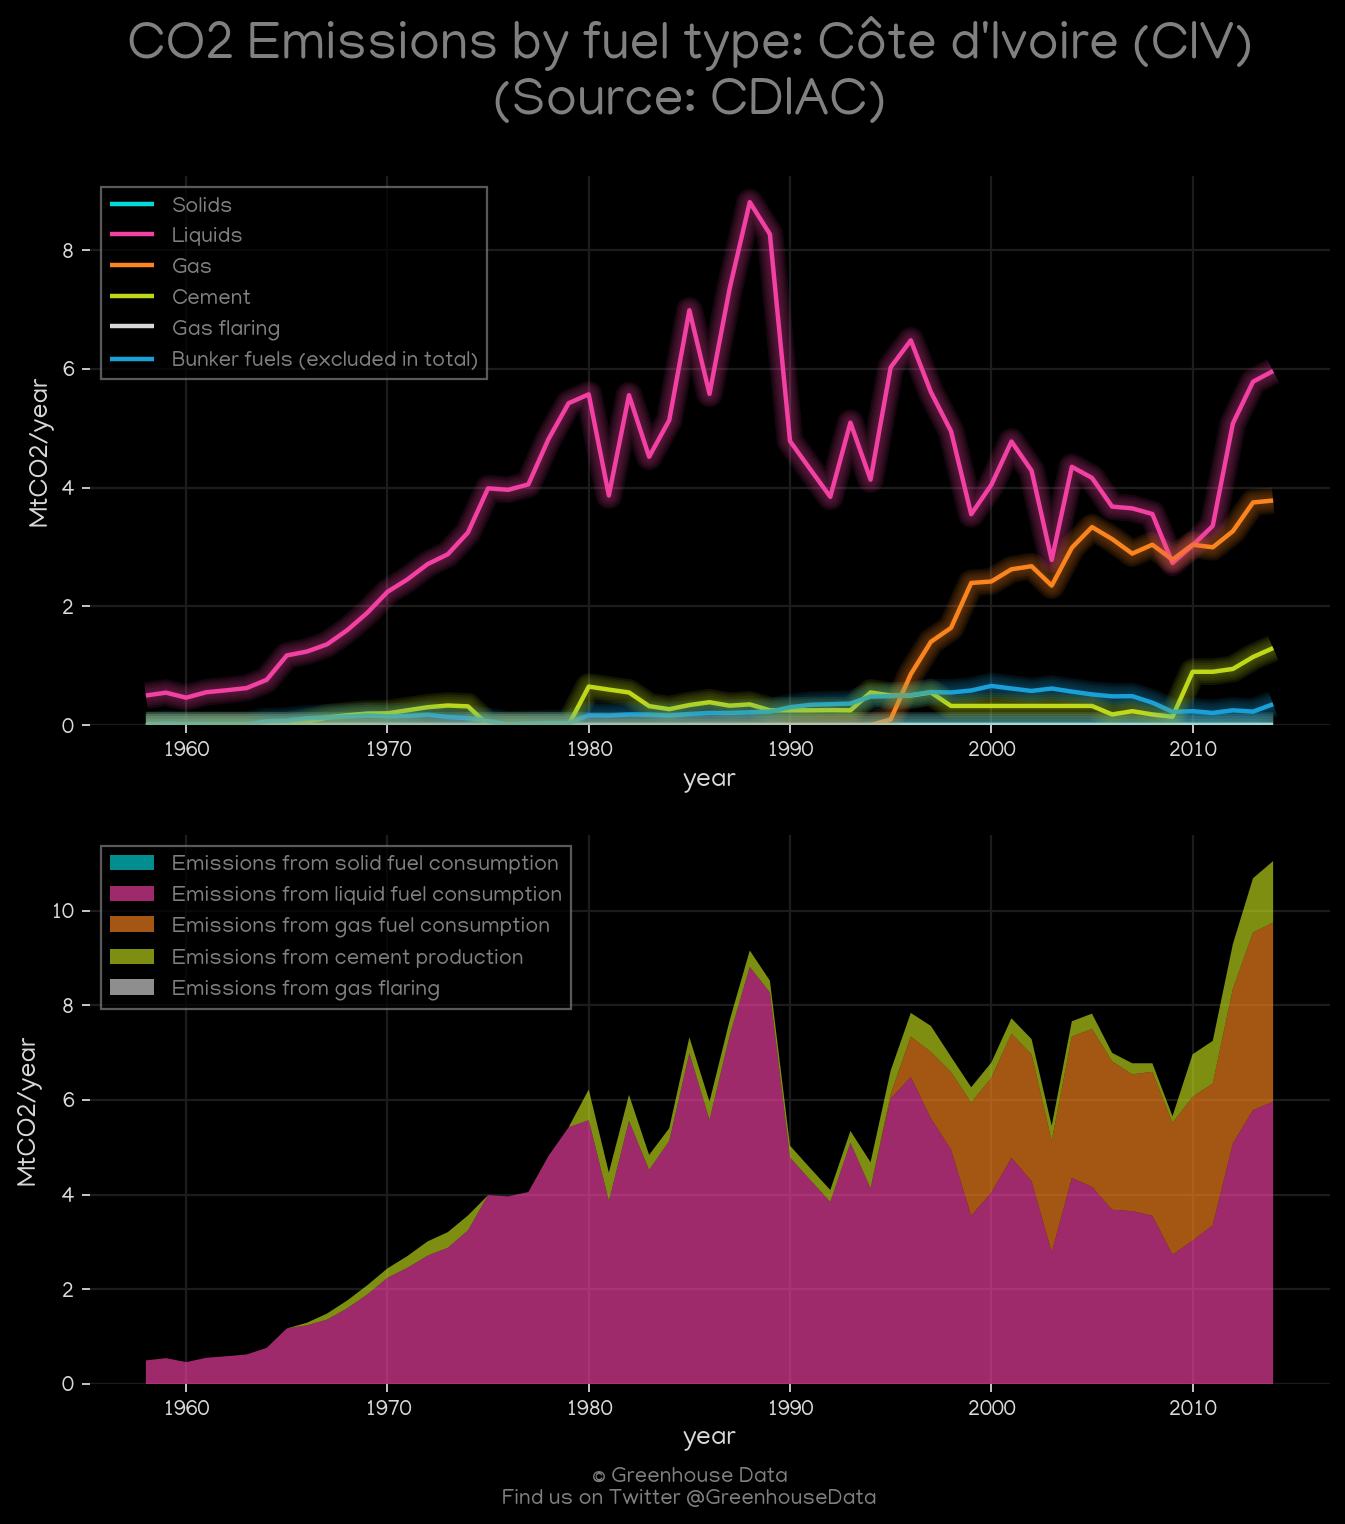 CO2 Emissions by fuel type: Côte d'Ivoire (CIV)
(Source: CDIAC)
Solids
Liquids
Gas
Cement
Gas flaring
Bunker fuels (excluded in total)
MtCO2/year
8
6
4
2
0
1960 1970 1980 1990 2000 2010
year
Emissions from solid fuel consumption
Emissions from liquid fuel consumption
Emissions from gas fuel consumption
Emissions from cement production
Emissions from gas flaring
MtCO2/year
10
8
6
4
2
0
1960 1970 1980 1990 2000 2010
year
© Greenhouse Data
Find us on Twitter @GreenhouseData